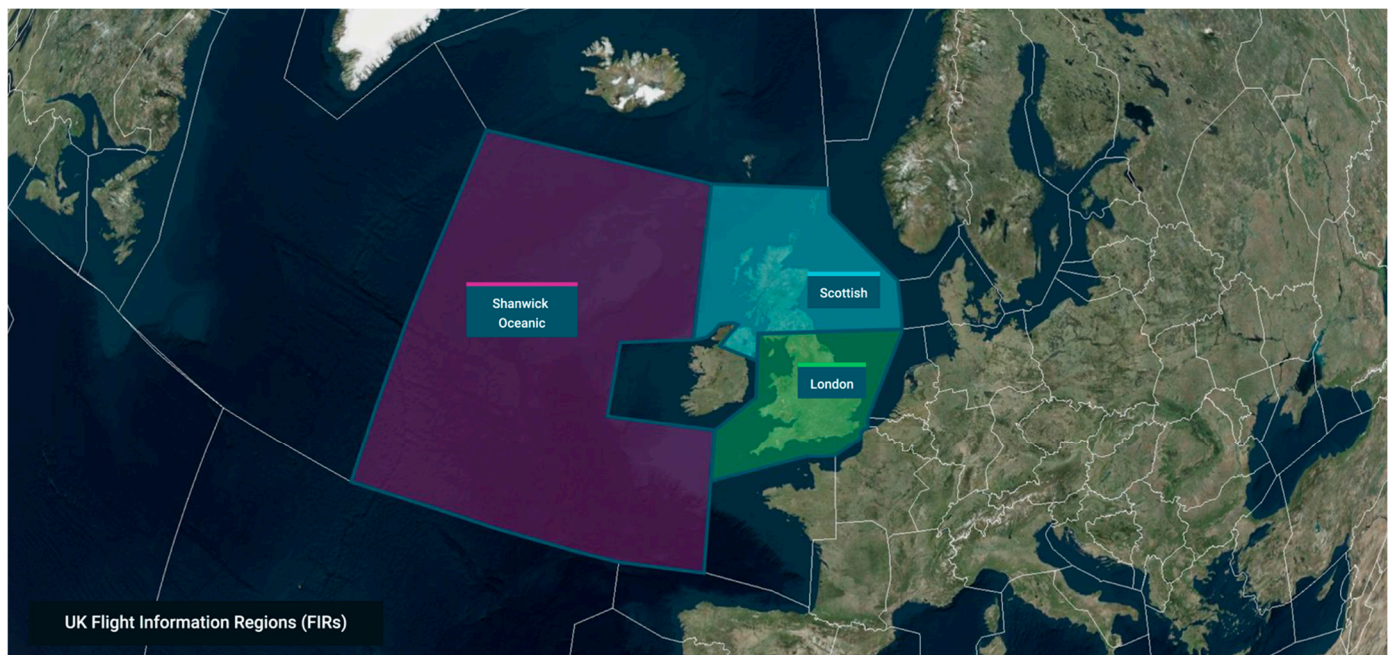 Shanwick
Oceanic
Scottish
London
UK Flight Information Regions (FIRs)